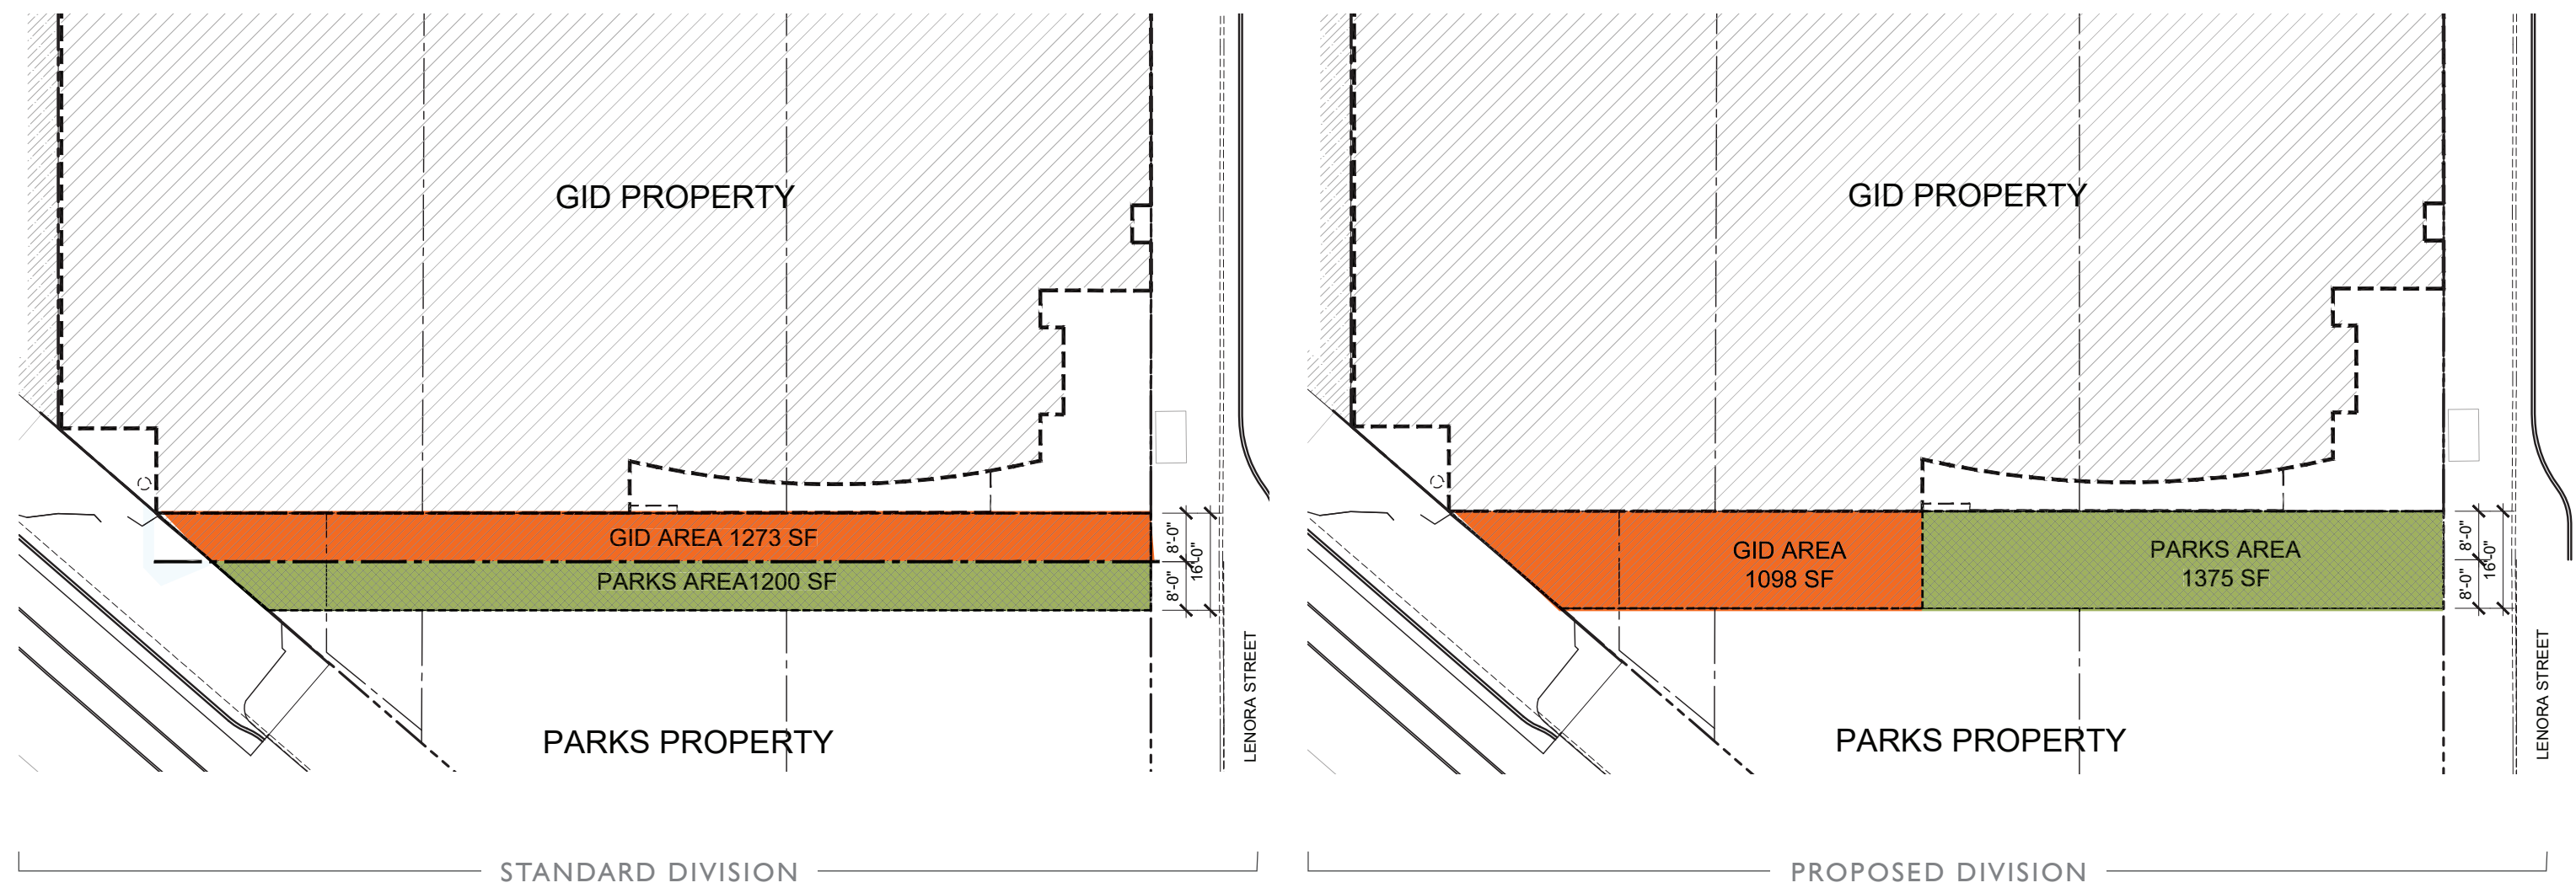 GID PROPERTY
GID AREA 1273 SF
PARKS AREA1200 SF
8'-0"
8'-0"
16'-0"
PARKS PROPERTY
LENORA STREET
STANDARD DIVISION
GID PROPERTY
GID AREA
1098 SF
PARKS AREA
1375 SF
8'-0"
8'-0"
16'-0"
PARKS PROPERTY
LENORA STREET
PROPOSED DIVISION